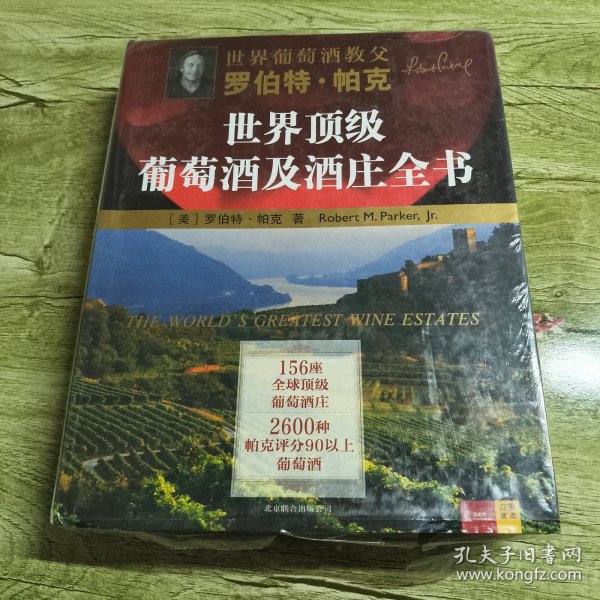 世界葡萄酒教父
罗伯特·帕克
世界顶级
葡萄酒及酒庄全书
[美]罗伯特·帕克 著 Robert M. Parker, Jr.
THE WORLD'S GREATEST WINE ESTATES
156座
全球顶级
葡萄酒庄
2600种
帕克评分90以上
葡萄酒
北京联合出版公司
孔夫子旧书网
www.kongfz.com